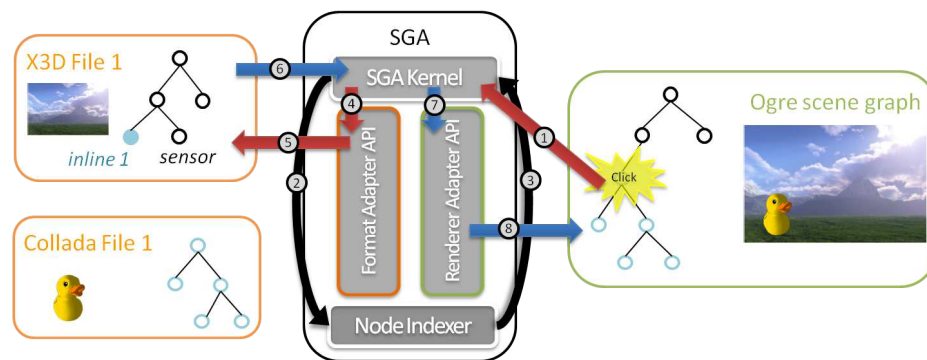 SGA
X3D File 1
6
SGA Kernel
Ogre scene graph
4
7
1
5
inline 1
sensor
Format Adapter API
Renderer Adapter API
2
3
Click
8
Collada File 1
Node Indexer